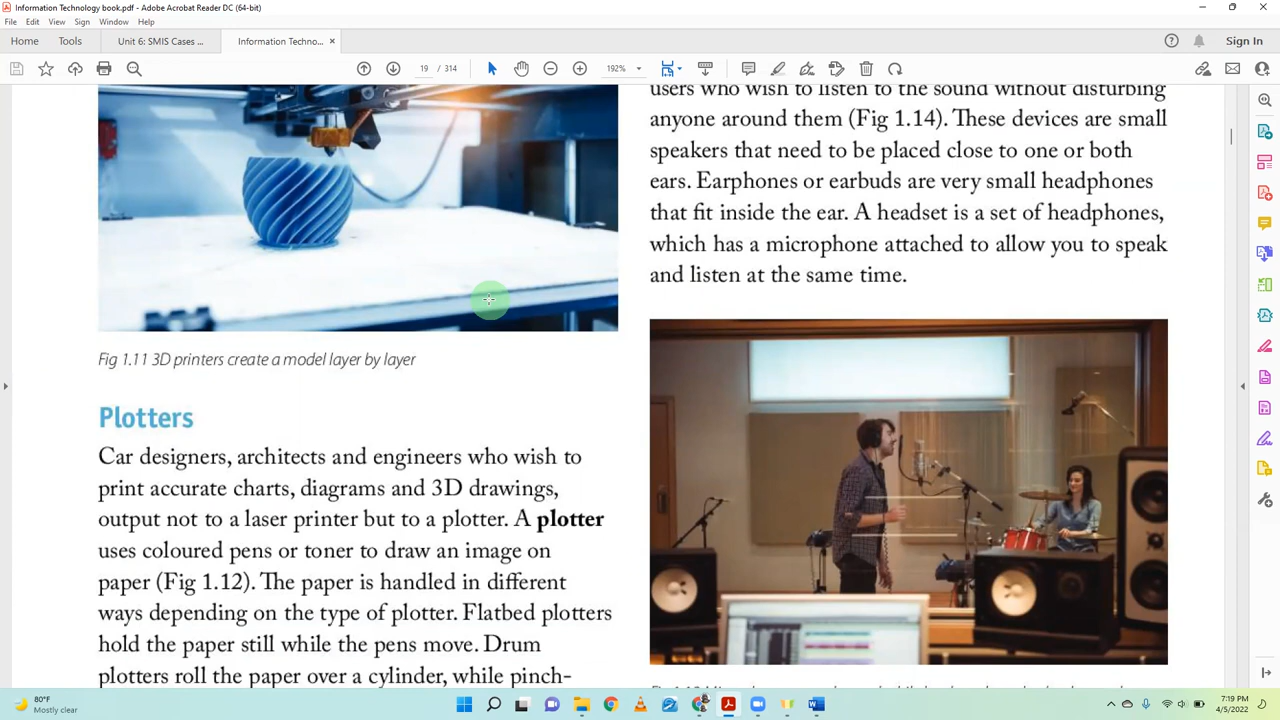 Information Technology book.pdf - Adobe Acrobat Reader DC (64-bit)
File Edit View Sign Window Help
Home Tools Unit 6: SMIS Cases ... Information Techno... × Sign In
19 / 314 192%
users who wish to listen to the sound without disturbing
anyone around them (Fig 1.14). These devices are small
speakers that need to be placed close to one or both
ears. Earphones or earbuds are very small headphones
that fit inside the ear. A headset is a set of headphones,
which has a microphone attached to allow you to speak
and listen at the same time.
Fig 1.11 3D printers create a model layer by layer
Plotters
Car designers, architects and engineers who wish to
print accurate charts, diagrams and 3D drawings,
output not to a laser printer but to a plotter. A plotter
uses coloured pens or toner to draw an image on
paper (Fig 1.12). The paper is handled in different
ways depending on the type of plotter. Flatbed plotters
hold the paper still while the pens move. Drum
plotters roll the paper over a cylinder, while pinch-
80°F
Mostly clear
7:19 PM
4/5/2022